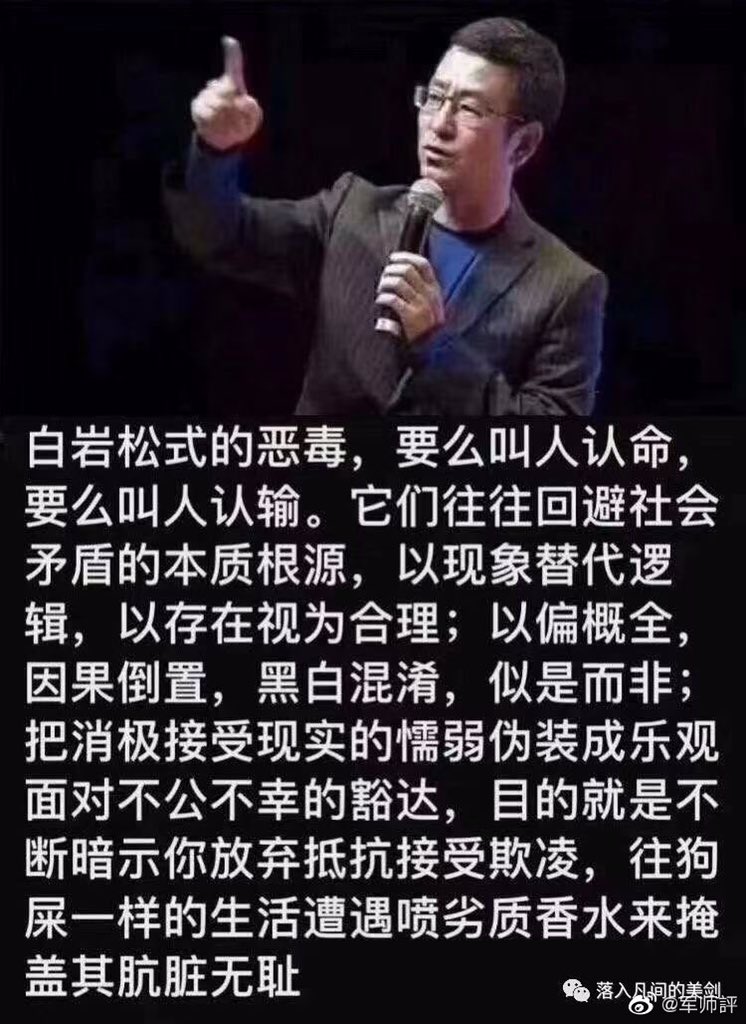 白岩松式的恶毒，要么叫人认命，
要么叫人认输。它们往往回避社会
矛盾的本质根源，以现象替代逻
辑，以存在视为合理；以偏概全，
因果倒置，黑白混淆，似是而非；
把消极接受现实的懦弱伪装成乐观
面对不公不幸的豁达，目的就是不
断暗示你放弃抵抗接受欺凌，往狗
屎一样的生活遭遇喷劣质香水来掩
盖其肮脏无耻
落入凡间的美剑
@军师評